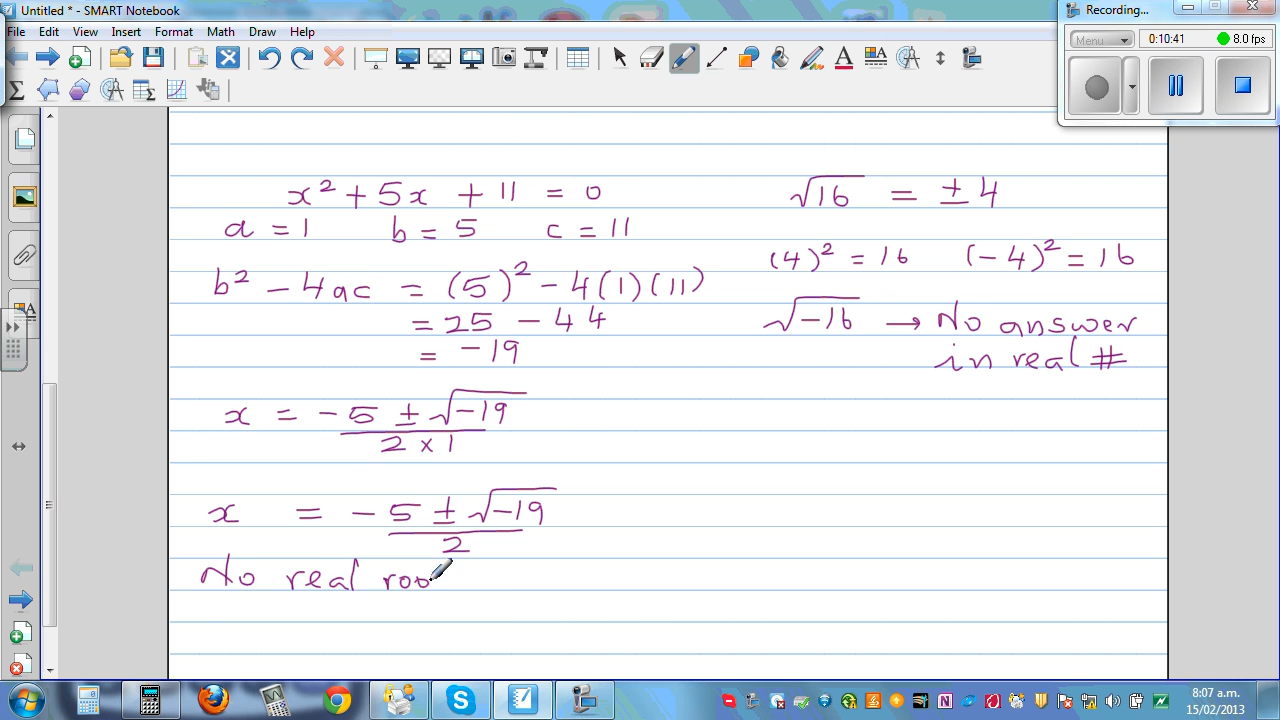 Untitled * - SMART Notebook
File Edit View Insert Format Math Draw Help
Recording...
Menu 0:10:41 8.0 fps
x² + 5x + 11 = 0
a = 1 b = 5 c = 11
b² - 4ac = (5)² - 4(1)(11)
= 25 - 44
= -19
x = -5 ± √-19
2 x 1
x = -5 ± √-19
2
No real roo
√16 = ± 4
(4)² = 16 (-4)² = 16
√-16 → No answer
in real #
8:07 a.m.
15/02/2013